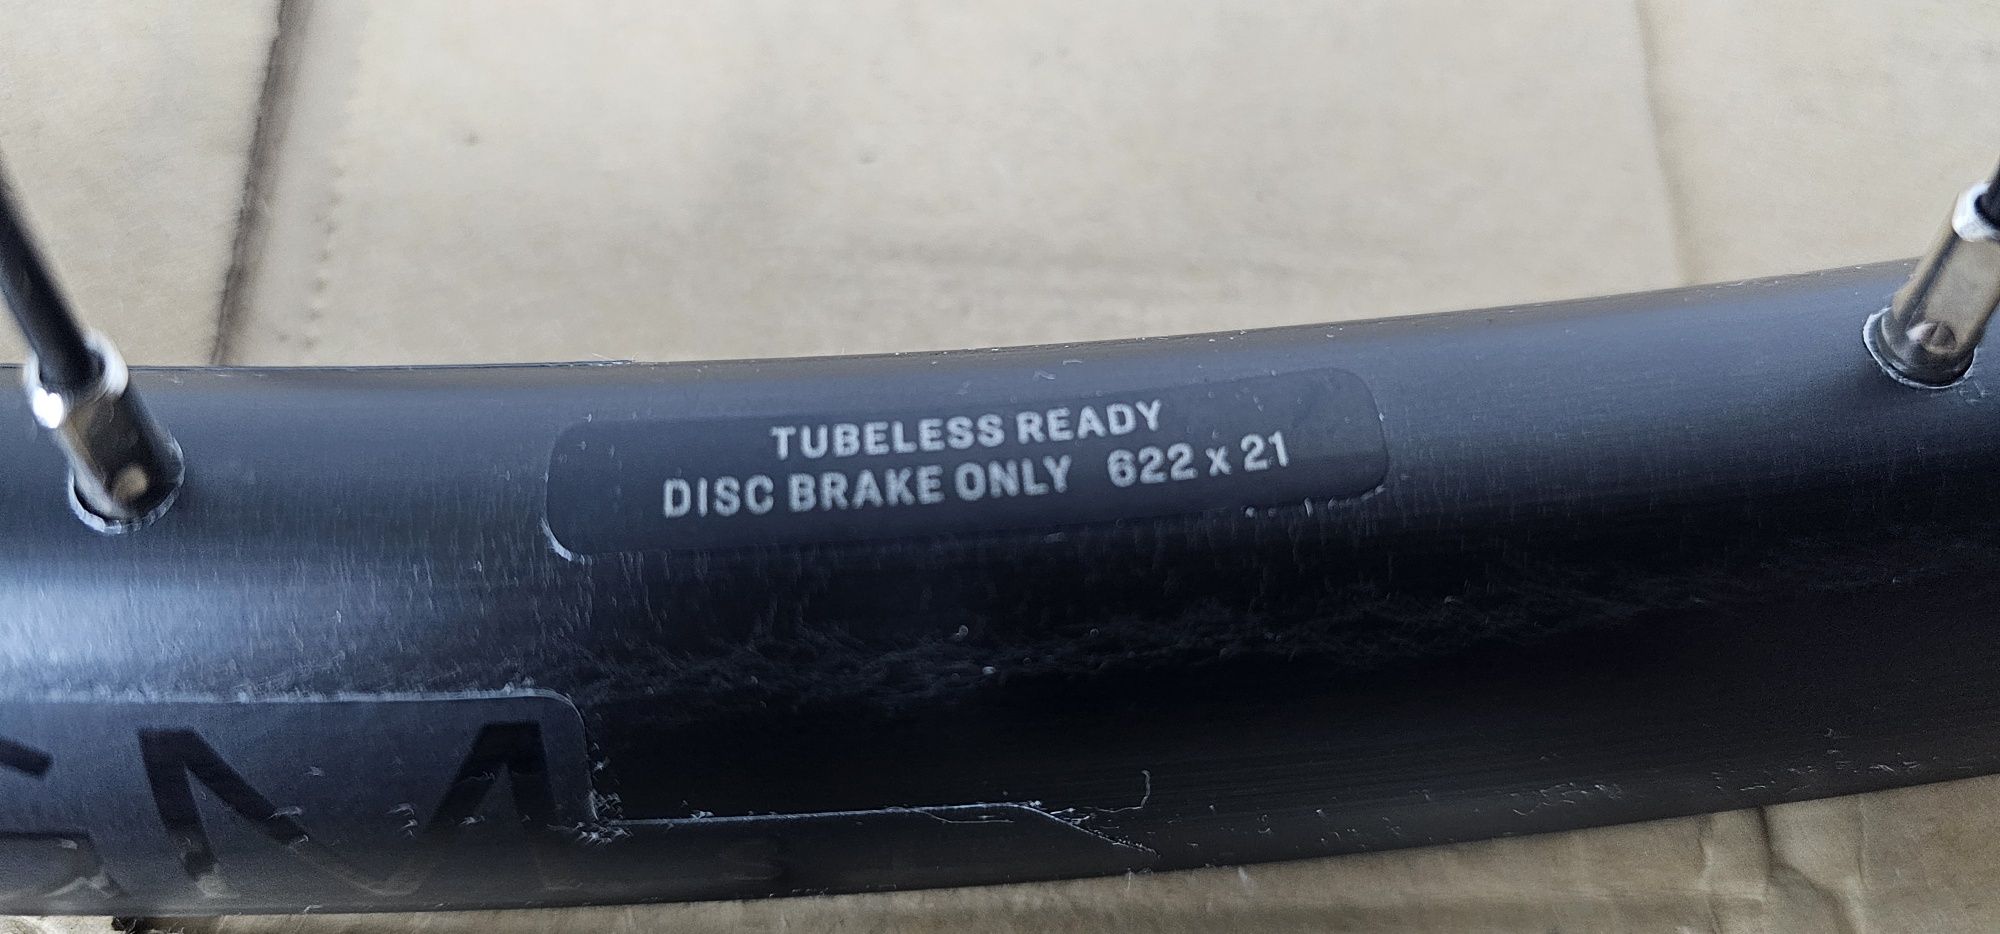 TUBELESS READY
DISC BRAKE ONLY 622 x 21